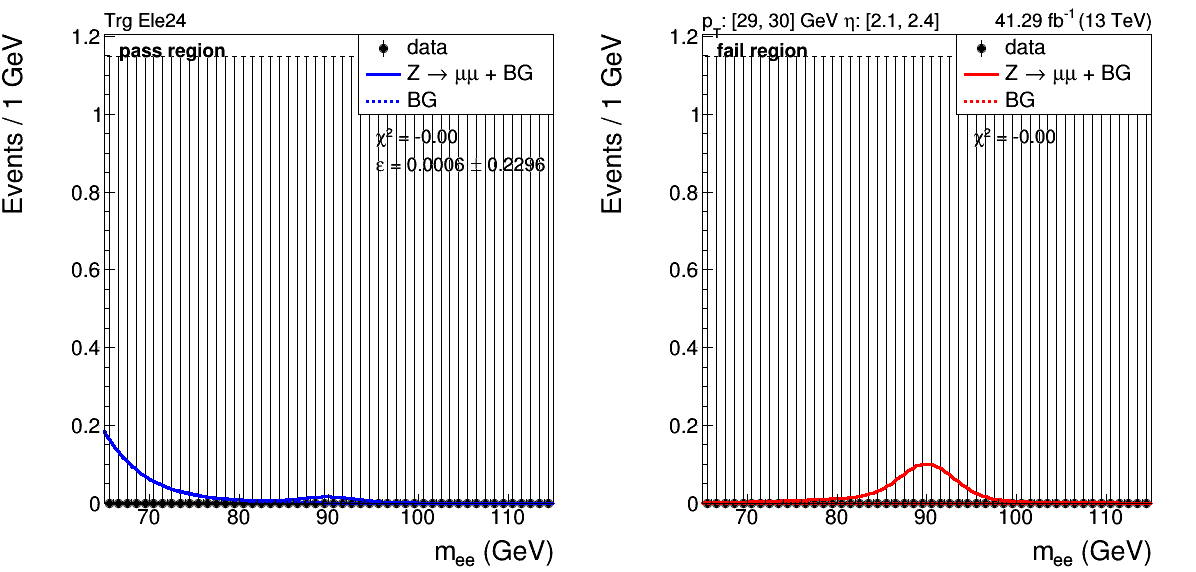 Trg Ele24
pass region
data
Z → μμ + BG
BG
χ² = -0.00
ε = 0.0006 ± 0.2296
Events / 1 GeV
1.2
1
0.8
0.6
0.4
0.2
0
70 80 90 100 110
m_ee (GeV)
p_T: [29, 30] GeV η: [2.1, 2.4] 41.29 fb⁻¹ (13 TeV)
fail region
data
Z → μμ + BG
BG
χ² = -0.00
Events / 1 GeV
1.2
1
0.8
0.6
0.4
0.2
0
70 80 90 100 110
m_ee (GeV)